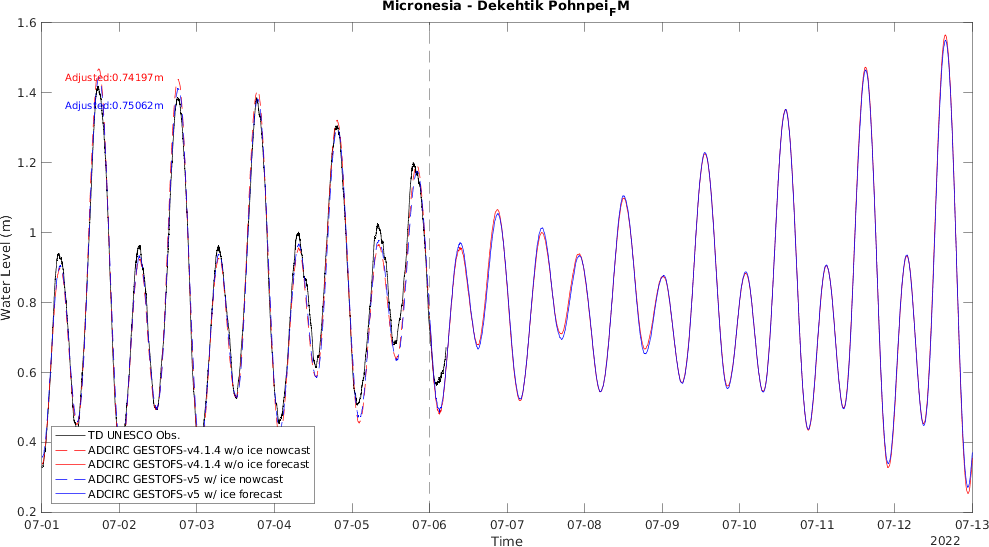 Micronesia - Dekehtik Pohnpei,FM
1.6
1.4
1.2
1
0.8
0.6
0.4
0.2
Water Level (m)
Adjusted:0.74197m
Adjusted:0.75062m
TD UNESCO Obs.
ADCIRC GESTOFS-v4.1.4 w/o ice nowcast
ADCIRC GESTOFS-v4.1.4 w/o ice forecast
ADCIRC GESTOFS-v5 w/ ice nowcast
ADCIRC GESTOFS-v5 w/ ice forecast
07-01 07-02 07-03 07-04 07-05 07-06 07-07 07-08 07-09 07-10 07-11 07-12 07-13
Time
2022